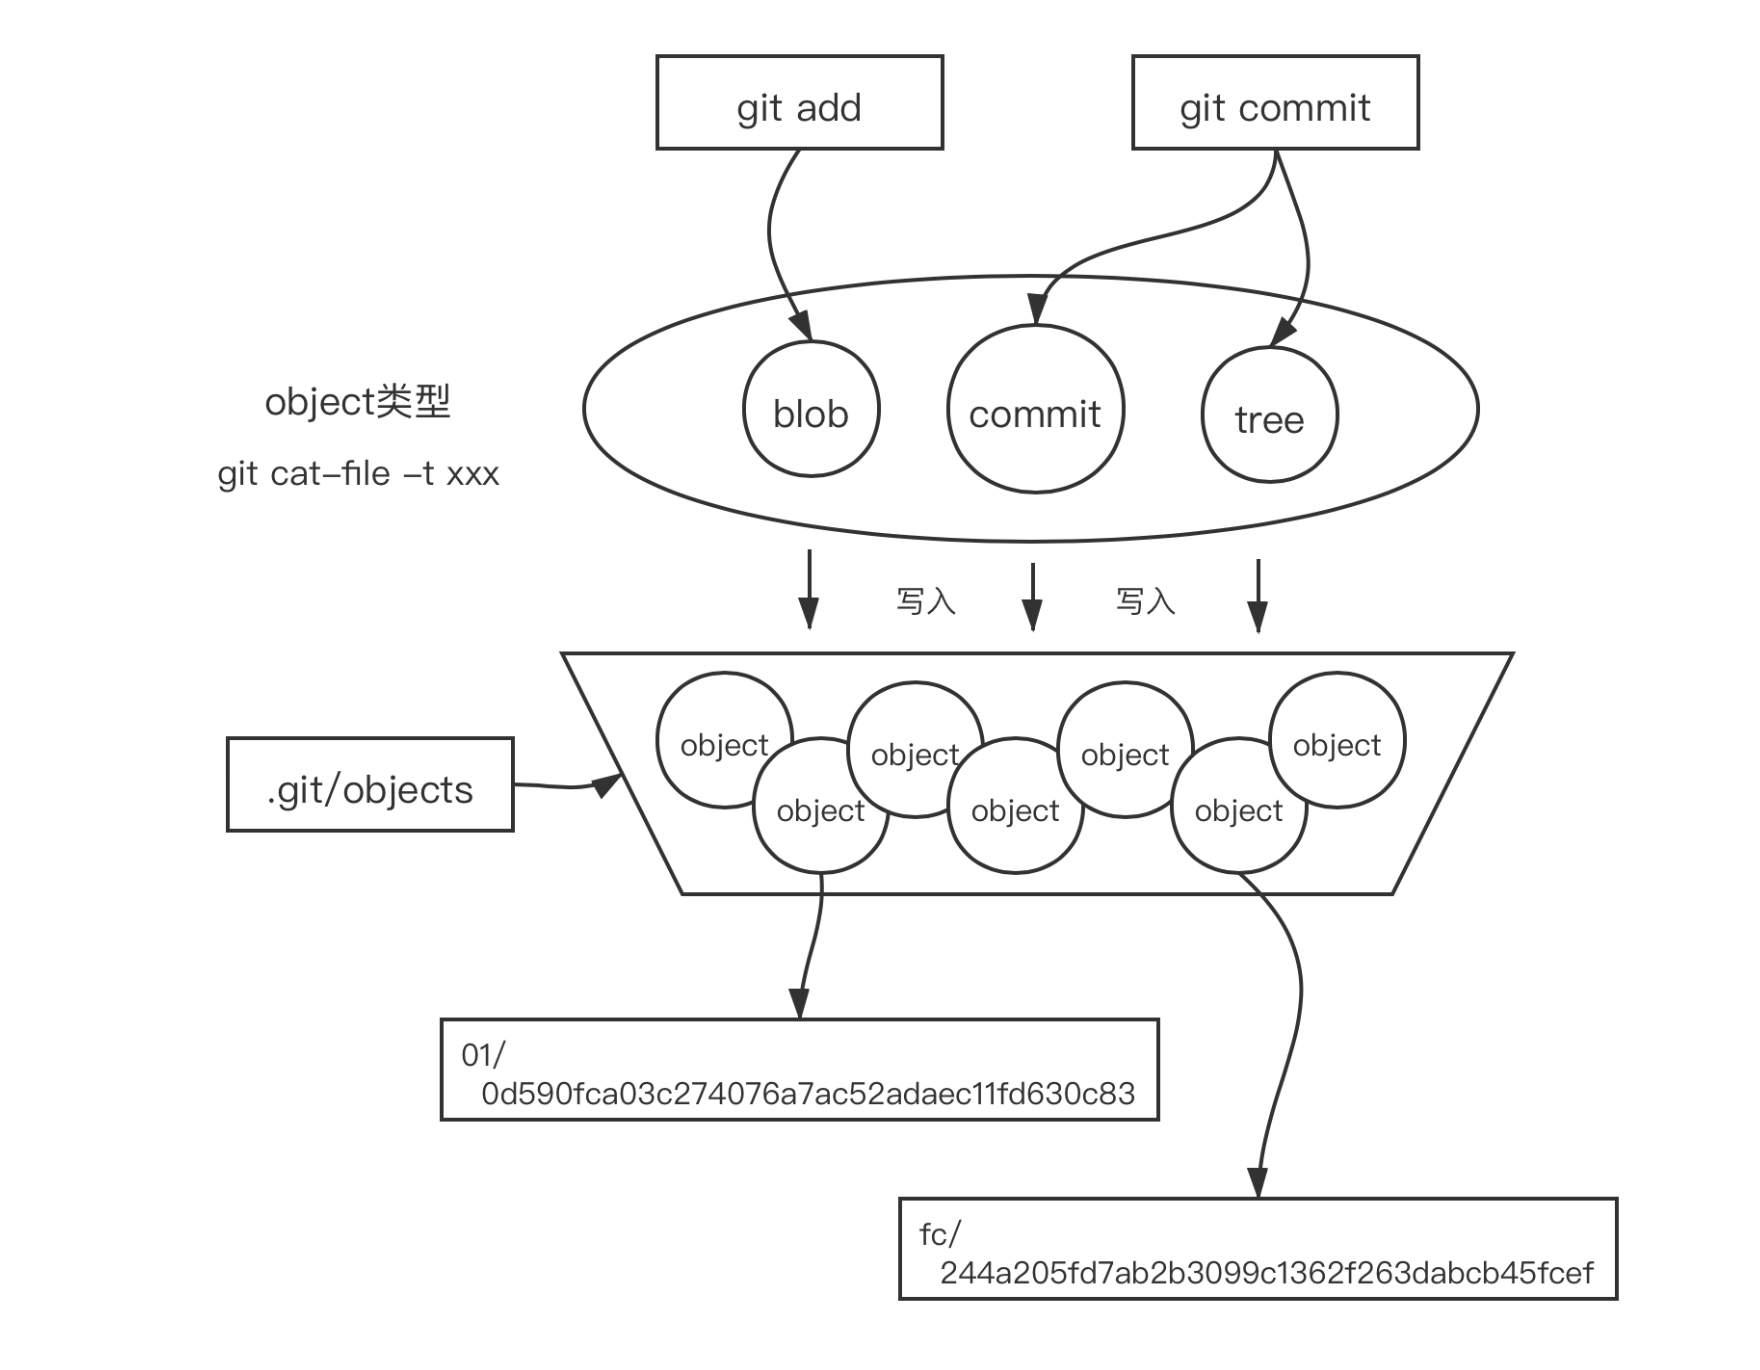 git add
git commit
blob
commit
tree
object类型
git cat-file -t xxx
写入
写入
object
object
object
object
object
object
object
.git/objects
01/
0d590fca03c274076a7ac52adaec11fd630c83
fc/
244a205fd7ab2b3099c1362f263dabcb45fcef